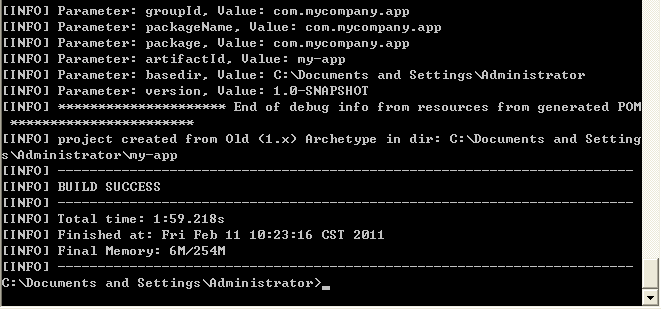 [INFO] Parameter: groupId, Value: com.mycompany.app
[INFO] Parameter: packageName, Value: com.mycompany.app
[INFO] Parameter: package, Value: com.mycompany.app
[INFO] Parameter: artifactId, Value: my-app
[INFO] Parameter: basedir, Value: C:\Documents and Settings\Administrator
[INFO] Parameter: version, Value: 1.0-SNAPSHOT
[INFO] ********************* End of debug info from resources from generated POM
 ***********************
[INFO] project created from Old (1.x) Archetype in dir: C:\Documents and Setting
s\Administrator\my-app
[INFO] ------------------------------------------------------------------------
[INFO] BUILD SUCCESS
[INFO] ------------------------------------------------------------------------
[INFO] Total time: 1:59.218s
[INFO] Finished at: Fri Feb 11 10:23:16 CST 2011
[INFO] Final Memory: 6M/254M
[INFO] ------------------------------------------------------------------------
C:\Documents and Settings\Administrator>_